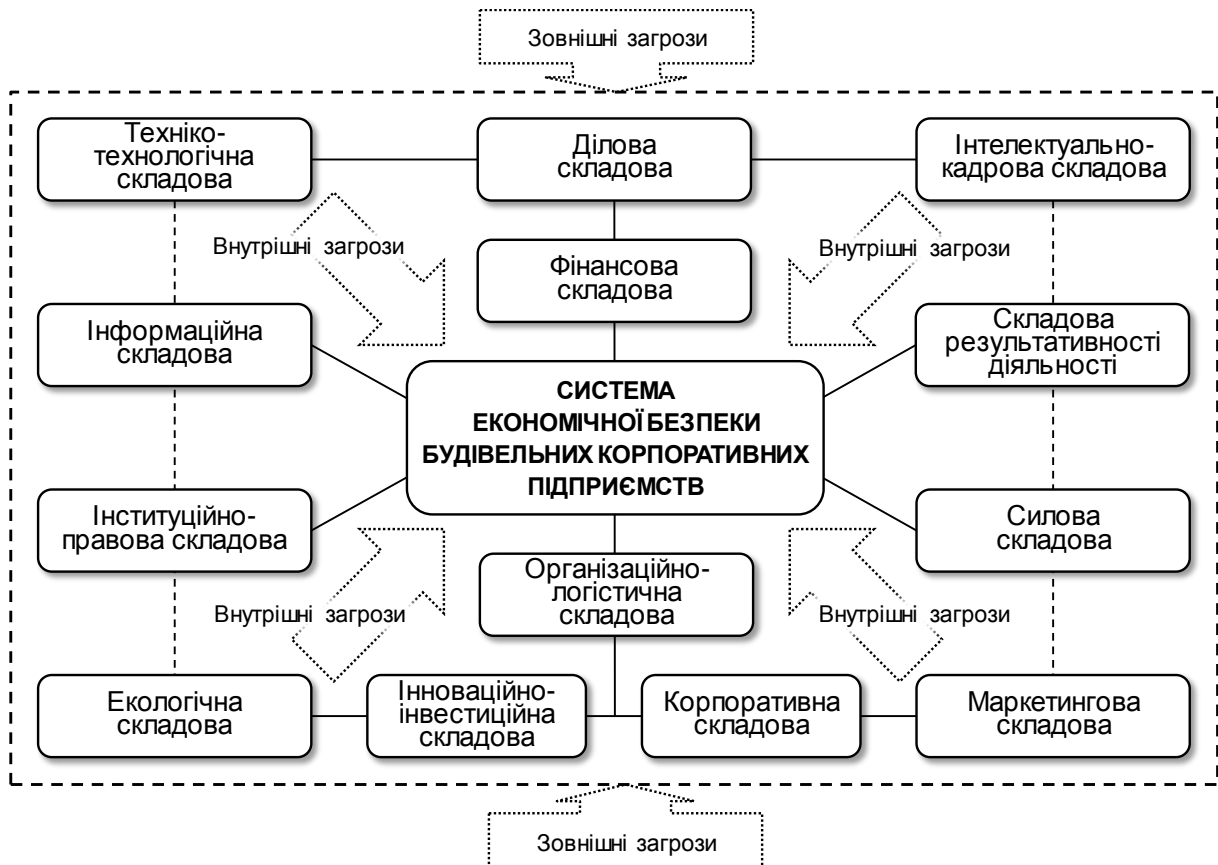 Зовнішні загрози
Техніко-
технологічна
складова
Ділова
складова
Інтелектуально-
кадрова складова
Внутрішні загрози
Фінансова
складова
Внутрішні загрози
Інформаційна
складова
Складова
результативності
діяльності
СИСТЕМА
ЕКОНОМІЧНОЇ БЕЗПЕКИ
БУДІВЕЛЬНИХ КОРПОРАТИВНИХ
ПІДПРИЄМСТВ
Інституційно-
правова складова
Силова
складова
Організаційно-
логістична
складова
Внутрішні загрози
Внутрішні загрози
Екологічна
складова
Інноваційно-
інвестиційна
складова
Корпоративна
складова
Маркетингова
складова
Зовнішні загрози